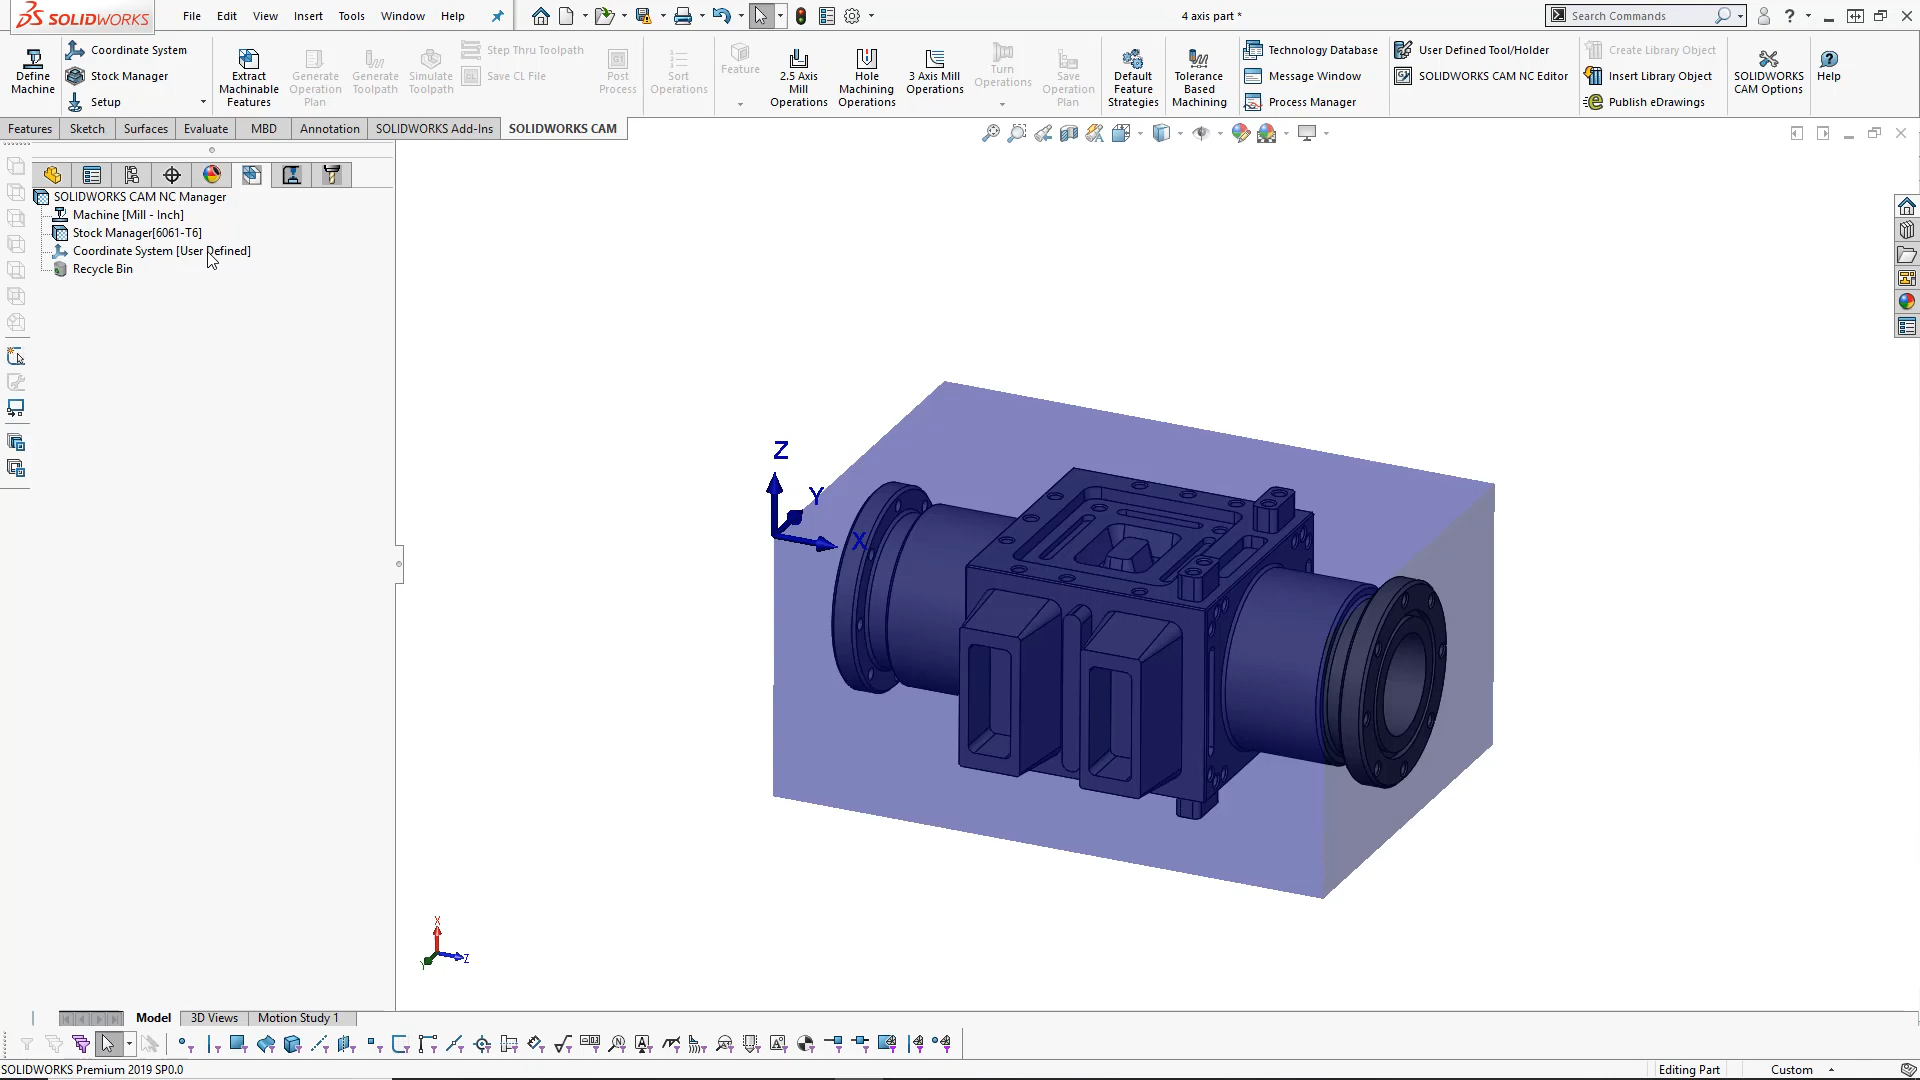 SOLIDWORKS
File Edit View Insert Tools Window Help
4 axis part *
Search Commands
Define Machine
Coordinate System
Stock Manager
Setup
Extract Machinable Features
Generate Operation Plan
Generate Toolpath
Simulate Toolpath
Step Thru Toolpath
Save CL File
Post Process
Sort Operations
Feature
2.5 Axis Mill Operations
Hole Machining Operations
3 Axis Mill Operations
Turn Operations
Save Operation Plan
Default Feature Strategies
Tolerance Based Machining
Technology Database
Message Window
Process Manager
User Defined Tool/Holder
SOLIDWORKS CAM NC Editor
Create Library Object
Insert Library Object
Publish eDrawings
SOLIDWORKS CAM Options
Help
Features Sketch Surfaces Evaluate MBD Annotation SOLIDWORKS Add-Ins SOLIDWORKS CAM
SOLIDWORKS CAM NC Manager
Machine [Mill - Inch]
Stock Manager[6061-T6]
Coordinate System [User Defined]
Recycle Bin
Z
Y
X
X
Z
Y
Model 3D Views Motion Study 1
SOLIDWORKS Premium 2019 SP0.0
Editing Part
Custom